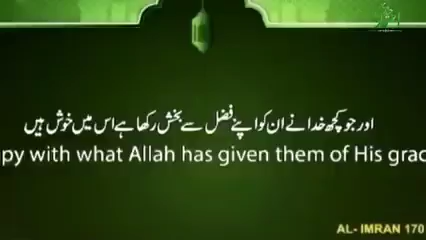 اور جو کچھ خدا نے ان کو اپنے فضل سے بخش رکھا ہے اس میں خوش ہیں
py with what Allah has given them of His grac
AL- IMRAN 170